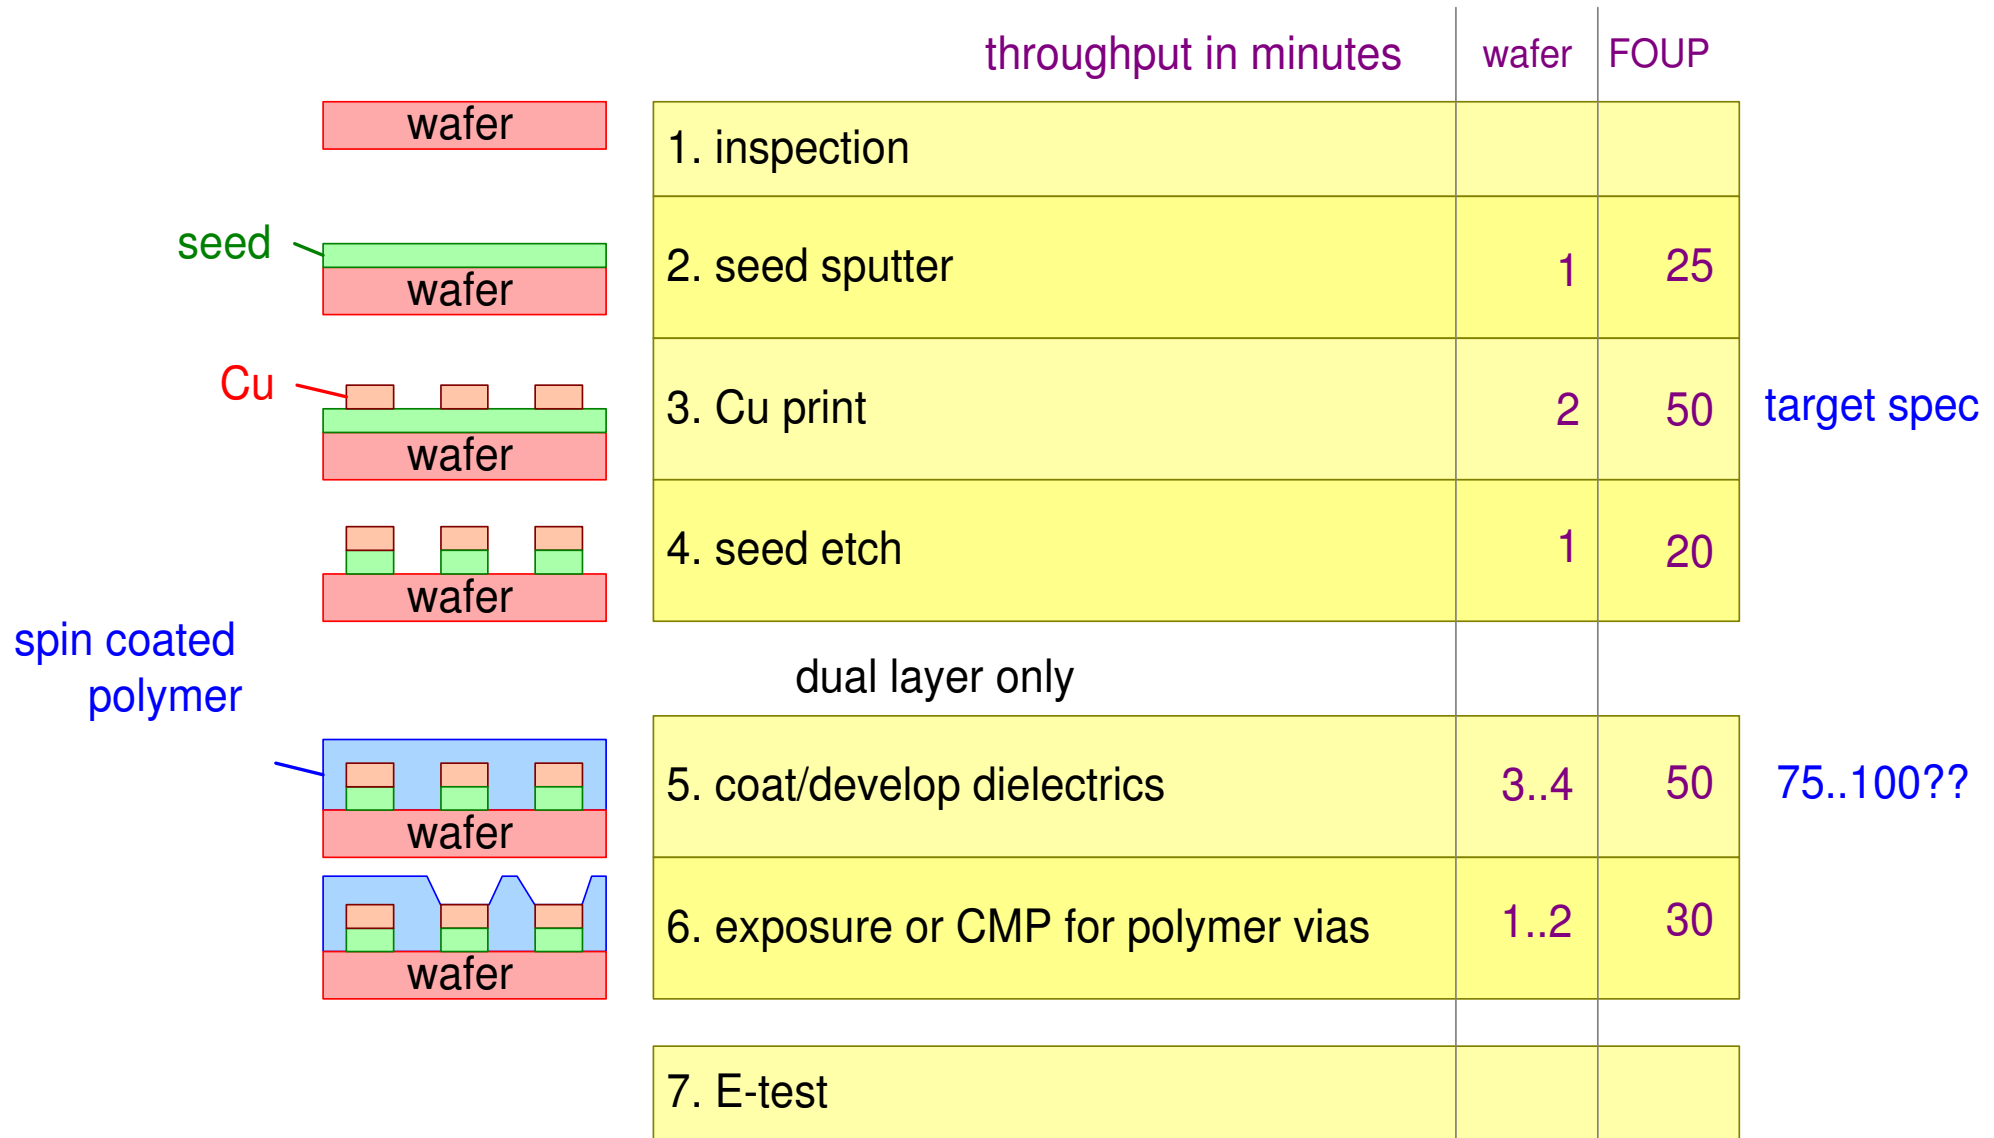 throughput in minutes wafer FOUP
wafer 1. inspection
seed
wafer 2. seed sputter 1 25
Cu
wafer 3. Cu print 2 50 target spec
wafer 4. seed etch 1 20
spin coated
polymer
dual layer only
wafer 5. coat/develop dielectrics 3..4 50 75..100??
wafer 6. exposure or CMP for polymer vias 1..2 30
7. E-test